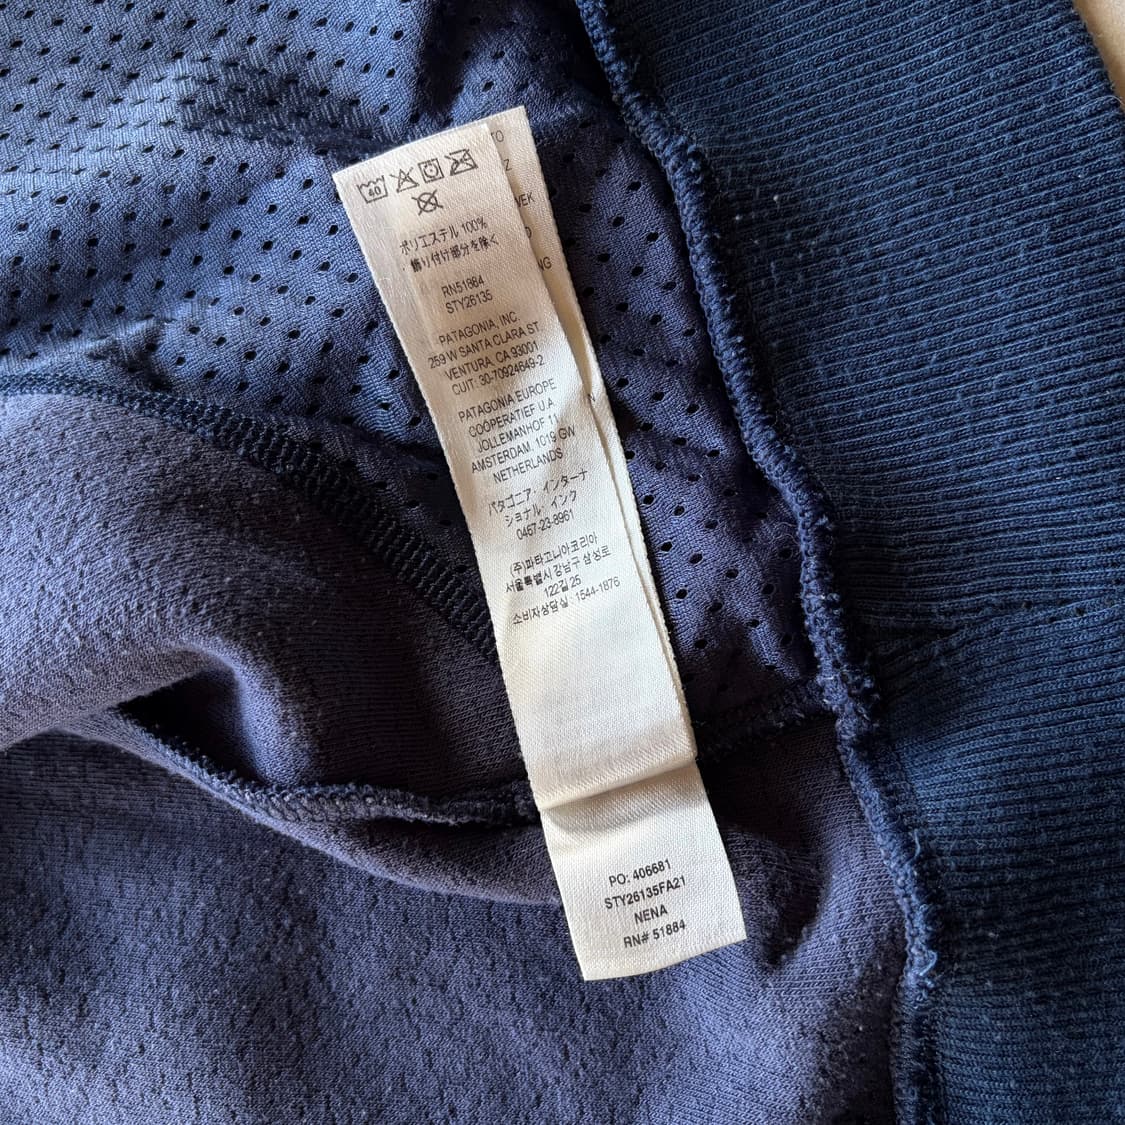 40
ポリエステル 100%
飾り付け部分を除く
RN51884
STY26135
PATAGONIA, INC.
259 W SANTA CLARA ST.
VENTURA, CA 93001
CUIT: 30-70924649-2
PATAGONIA EUROPE
COÖPERATIEF U.A.
JOLLEMANHOF 11
AMSTERDAM, 1019 GW
NETHERLANDS
パタゴニア・インターナ
ショナル・インク
0467-23-8961
(주)파타고니아코리아
서울특별시 강남구 삼성로
122길 25
소비자상담실: 1544-1876
PO: 406681
STY26135FA21
NENA
RN# 51884